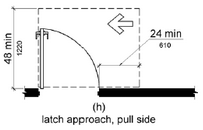 48 min
1220
24 min
610
(h)
latch approach, pull side